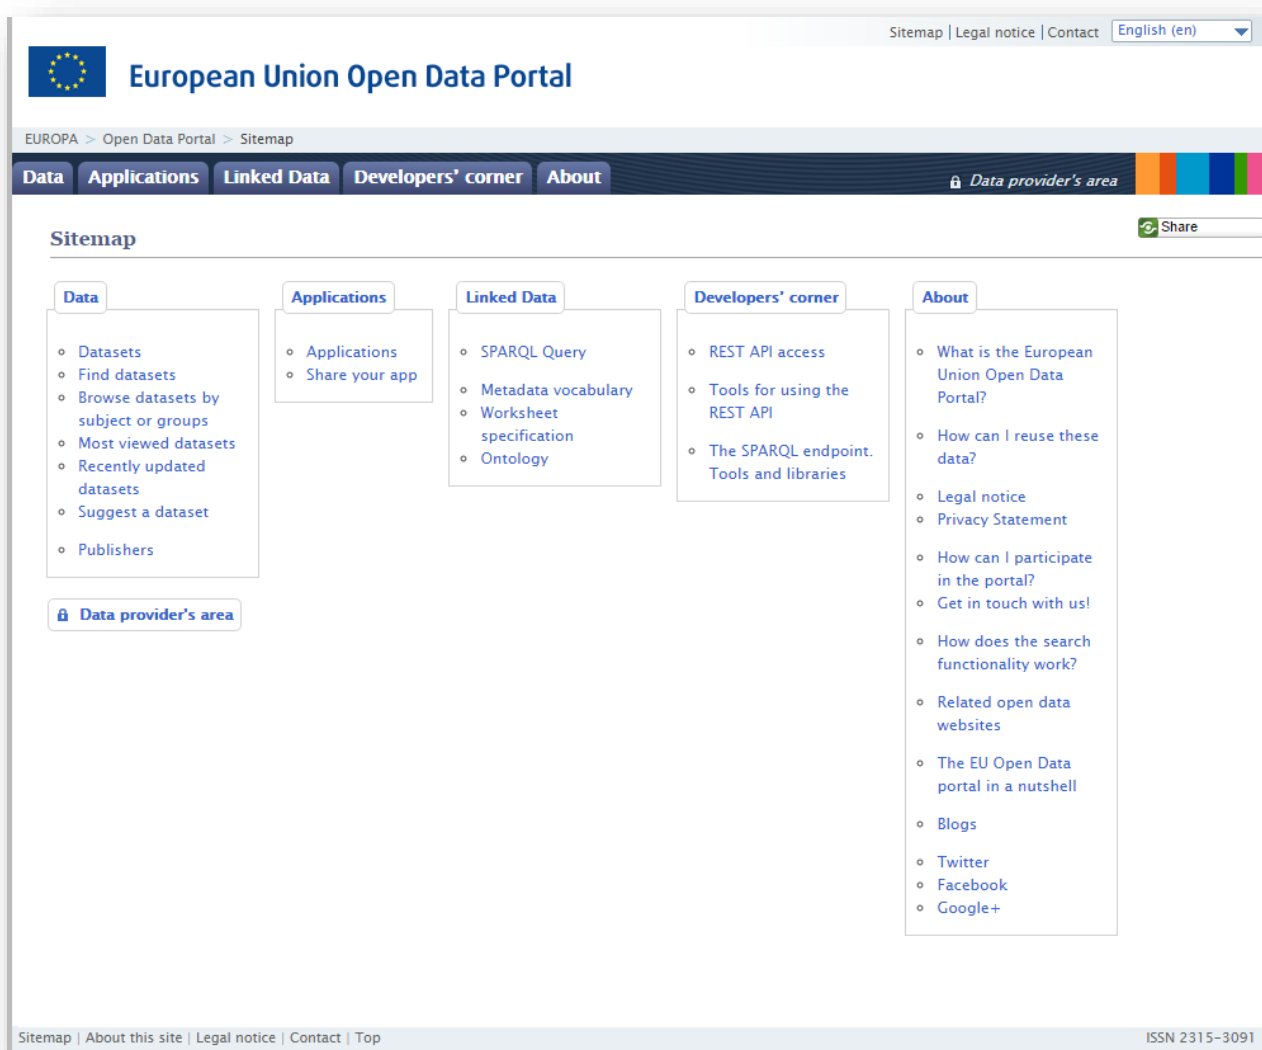 Sitemap | Legal notice | Contact English (en)
European Union Open Data Portal
EUROPA > Open Data Portal > Sitemap
Data Applications Linked Data Developers' corner About Data provider's area
Share
Sitemap
Data
Datasets
Find datasets
Browse datasets by
subject or groups
Most viewed datasets
Recently updated
datasets
Suggest a dataset
Publishers
Data provider's area
Applications
Applications
Share your app
Linked Data
SPARQL Query
Metadata vocabulary
Worksheet
specification
Ontology
Developers' corner
REST API access
Tools for using the
REST API
The SPARQL endpoint.
Tools and libraries
About
What is the European
Union Open Data
Portal?
How can I reuse these
data?
Legal notice
Privacy Statement
How can I participate
in the portal?
Get in touch with us!
How does the search
functionality work?
Related open data
websites
The EU Open Data
portal in a nutshell
Blogs
Twitter
Facebook
Google+
Sitemap | About this site | Legal notice | Contact | Top ISSN 2315-3091